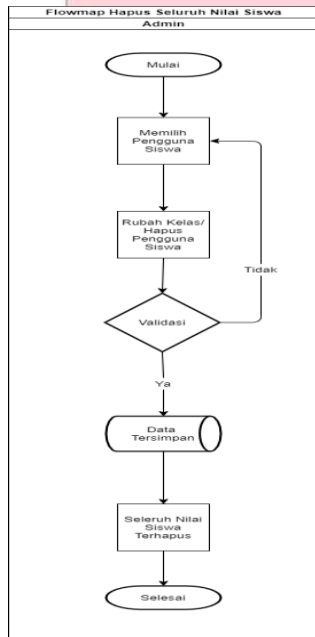 Flowmap Hapus Seluruh Nilai Siswa
Admin
Mulai
Memilih
Pengguna
Siswa
Rubah Kelas/
Hapus
Pengguna
Siswa
Tidak
Validasi
Ya
Data
Tersimpan
Seleruh Nilai
Siswa
Terhapus
Selesai